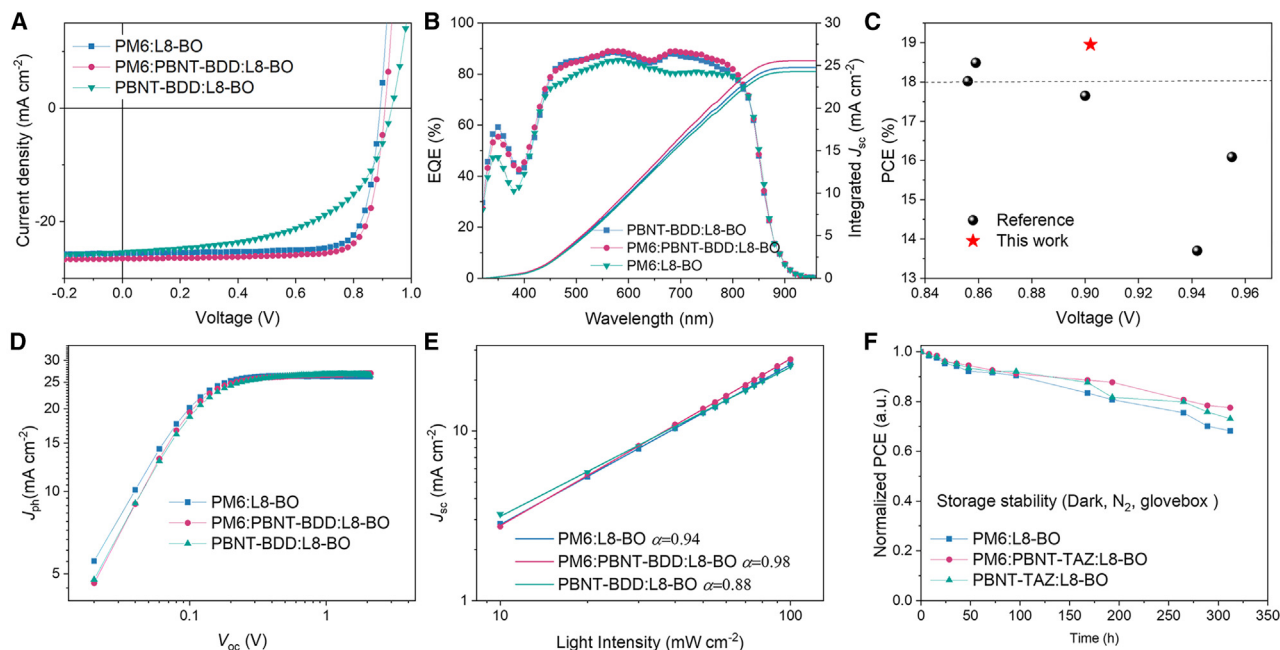 A
PM6:L8-BO
PM6:PBNT-BDD:L8-BO
PBNT-BDD:L8-BO
0
-20
Current density (mA cm⁻²)
-0.2 0.0 0.2 0.4 0.6 0.8 1.0
Voltage (V)
B
100
80
60
40
20
0
EQE (%)
30
25
20
15
10
5
0
Integrated Jsc (mA cm⁻²)
PBNT-BDD:L8-BO
PM6:PBNT-BDD:L8-BO
PM6:L8-BO
400 500 600 700 800 900
Wavelength (nm)
C
19
18
17
16
15
14
13
PCE (%)
Reference
This work
0.84 0.86 0.88 0.90 0.92 0.94 0.96
Voltage (V)
D
30
25
20
15
10
5
Jph(mA cm⁻²)
PM6:L8-BO
PM6:PBNT-BDD:L8-BO
PBNT-BDD:L8-BO
0.1 1
Voc (V)
E
10
1
Jsc (mA cm⁻²)
PM6:L8-BO α=0.94
PM6:PBNT-BDD:L8-BO α=0.98
PBNT-BDD:L8-BO α=0.88
10 100
Light Intensity (mW cm⁻²)
F
1.0
0.8
0.6
0.4
0.2
0.0
Normalized PCE (a.u.)
Storage stability (Dark, N₂, glovebox )
PM6:L8-BO
PM6:PBNT-TAZ:L8-BO
PBNT-TAZ:L8-BO
0 50 100 150 200 250 300 350
Time (h)